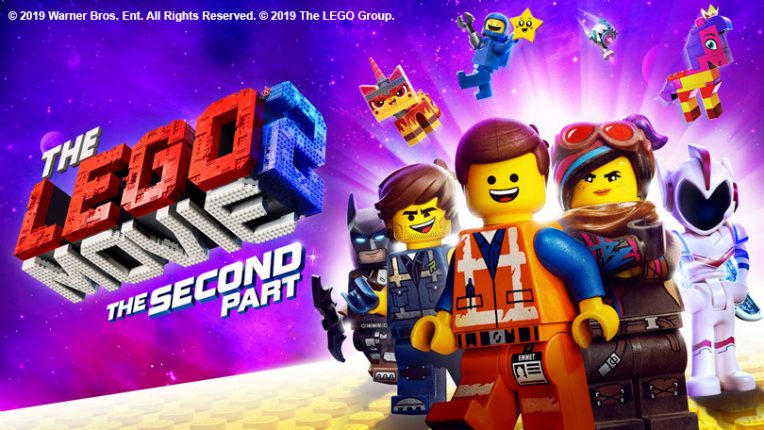 © 2019 Warner Bros. Ent. All Rights Reserved. © 2019 The LEGO Group.
THE
LEGO 2
MOVIE
THE SECOND
PART
EMMET